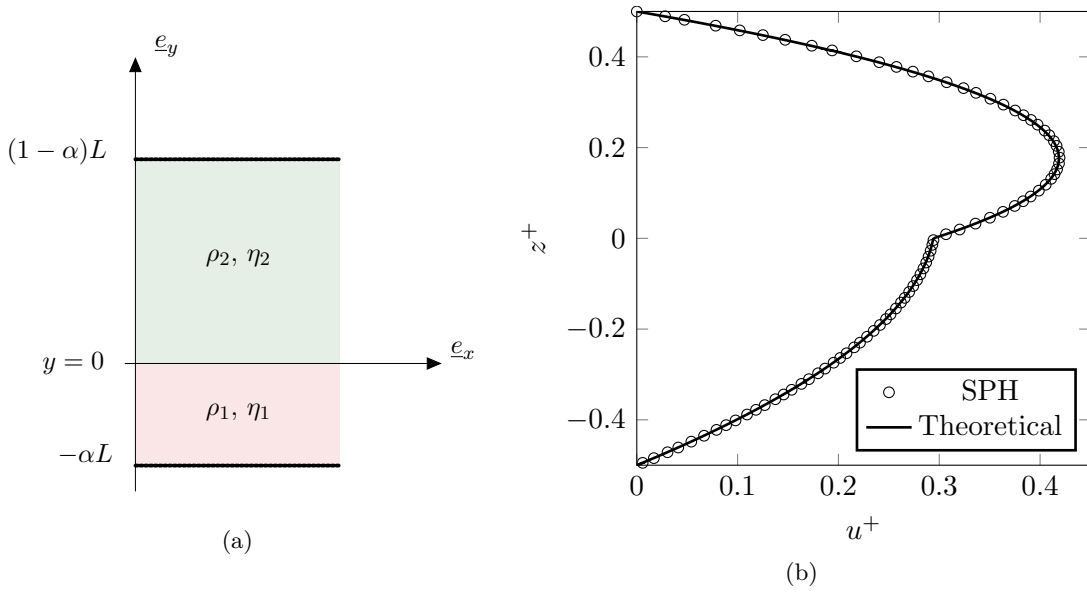 e_y
(1 − α)L
ρ₂, η₂
y = 0
e_x
ρ₁, η₁
−αL
(a)
0.4
0.2
0
−0.2
−0.4
z⁺
SPH
Theoretical
0 0.1 0.2 0.3 0.4
u⁺
(b)